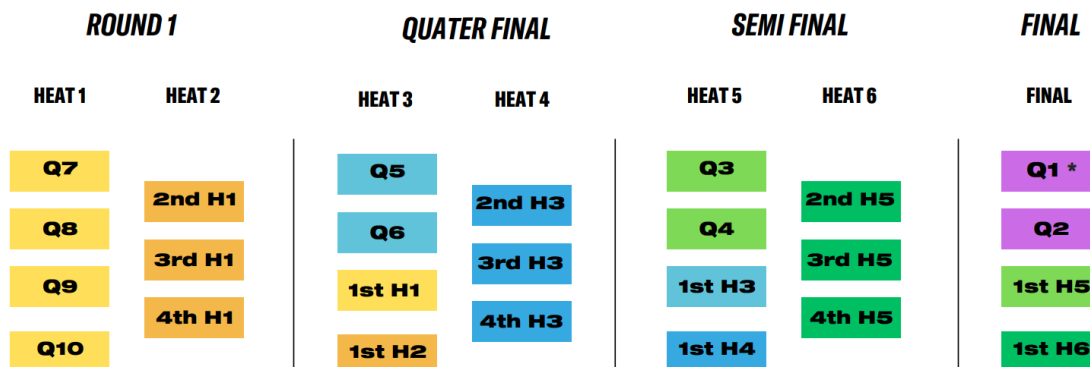 ROUND 1
QUATER FINAL
SEMI FINAL
FINAL
HEAT 1
HEAT 2
HEAT 3
HEAT 4
HEAT 5
HEAT 6
FINAL
Q7
Q8
Q9
Q10
2nd H1
3rd H1
4th H1
Q5
Q6
1st H1
1st H2
2nd H3
3rd H3
4th H3
Q3
Q4
1st H3
1st H4
2nd H5
3rd H5
4th H5
Q1 *
Q2
1st H5
1st H6